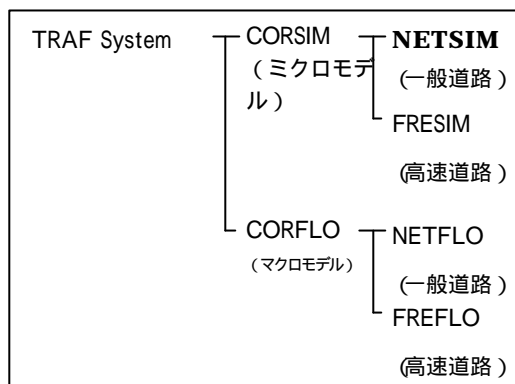 TRAF System CORSIM NETSIM
（ミクロモデ
ル）
(一般道路）
FRESIM
(高速道路）
CORFLO NETFLO
（マクロモデル）
(一般道路）
FREFLO
(高速道路）